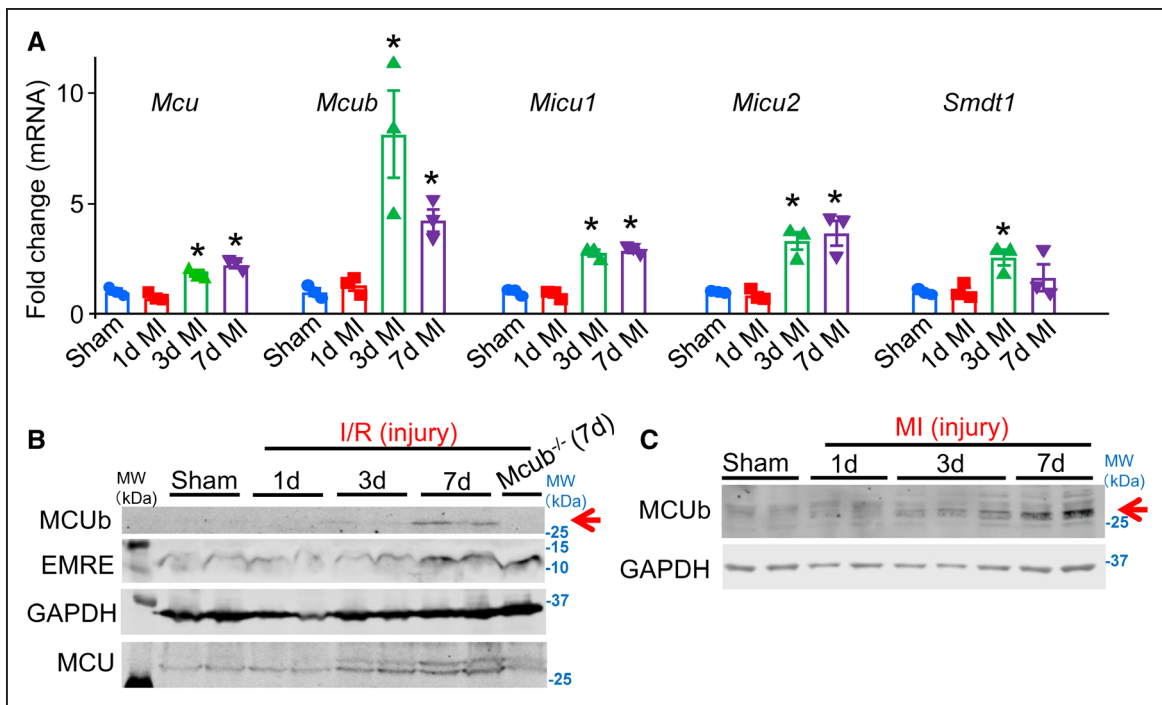 A
Fold change (mRNA)
10
5
0
Mcu
Mcub
Micu1
Micu2
Smdt1
* * * * * * * * *
Sham 1d MI 3d MI 7d MI Sham 1d MI 3d MI 7d MI Sham 1d MI 3d MI 7d MI Sham 1d MI 3d MI 7d MI Sham 1d MI 3d MI 7d MI
B
I/R (injury)
MW (kDa)
Sham 1d 3d 7d Mcub-/- (7d)
MW (kDa)
MCUb
-25
EMRE
-15
-10
GAPDH
-37
MCU
-25
C
MI (injury)
Sham 1d 3d 7d
MW (kDa)
MCUb
-25
GAPDH
-37